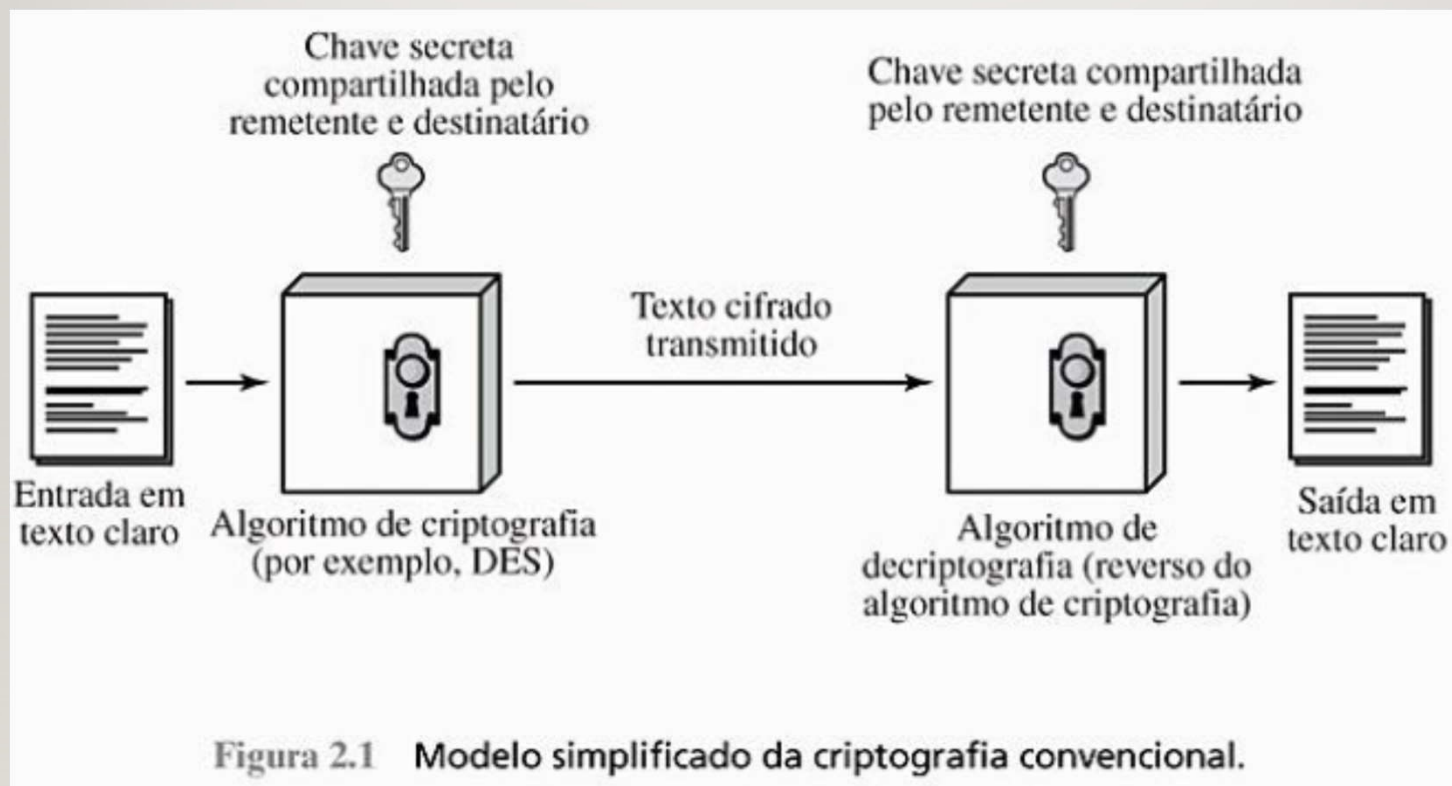 Chave secreta
compartilhada pelo
remetente e destinatário
Chave secreta compartilhada
pelo remetente e destinatário
Texto cifrado
transmitido
Entrada em
texto claro
Algoritmo de criptografia
(por exemplo, DES)
Algoritmo de
decriptografia (reverso do
algoritmo de criptografia)
Saída em
texto claro
Figura 2.1 Modelo simplificado da criptografia convencional.